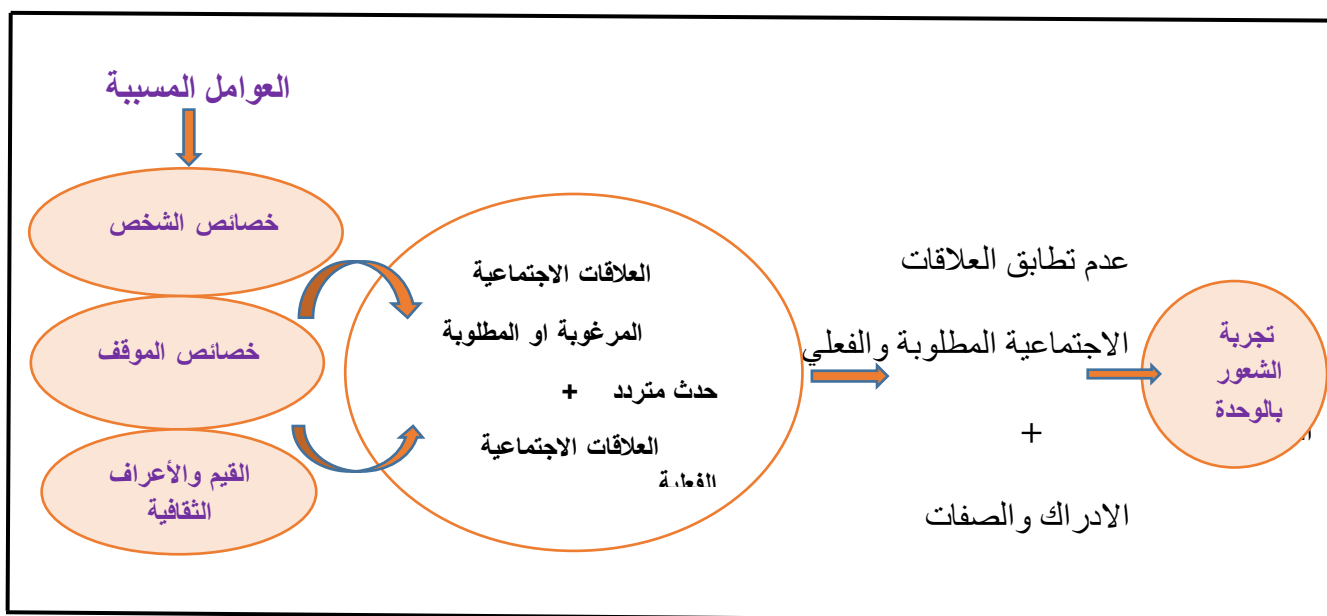 العوامل المسببة
خصائص الشخص
خصائص الموقف
القيم والأعراف
الثقافية
العلاقات الاجتماعية
المرغوبة او المطلوبة
حدث متردد +
العلاقات الاجتماعية
الفعلية
عدم تطابق العلاقات
الاجتماعية المطلوبة والفعلي
+
الادراك والصفات
تجربة
الشعور
بالوحدة